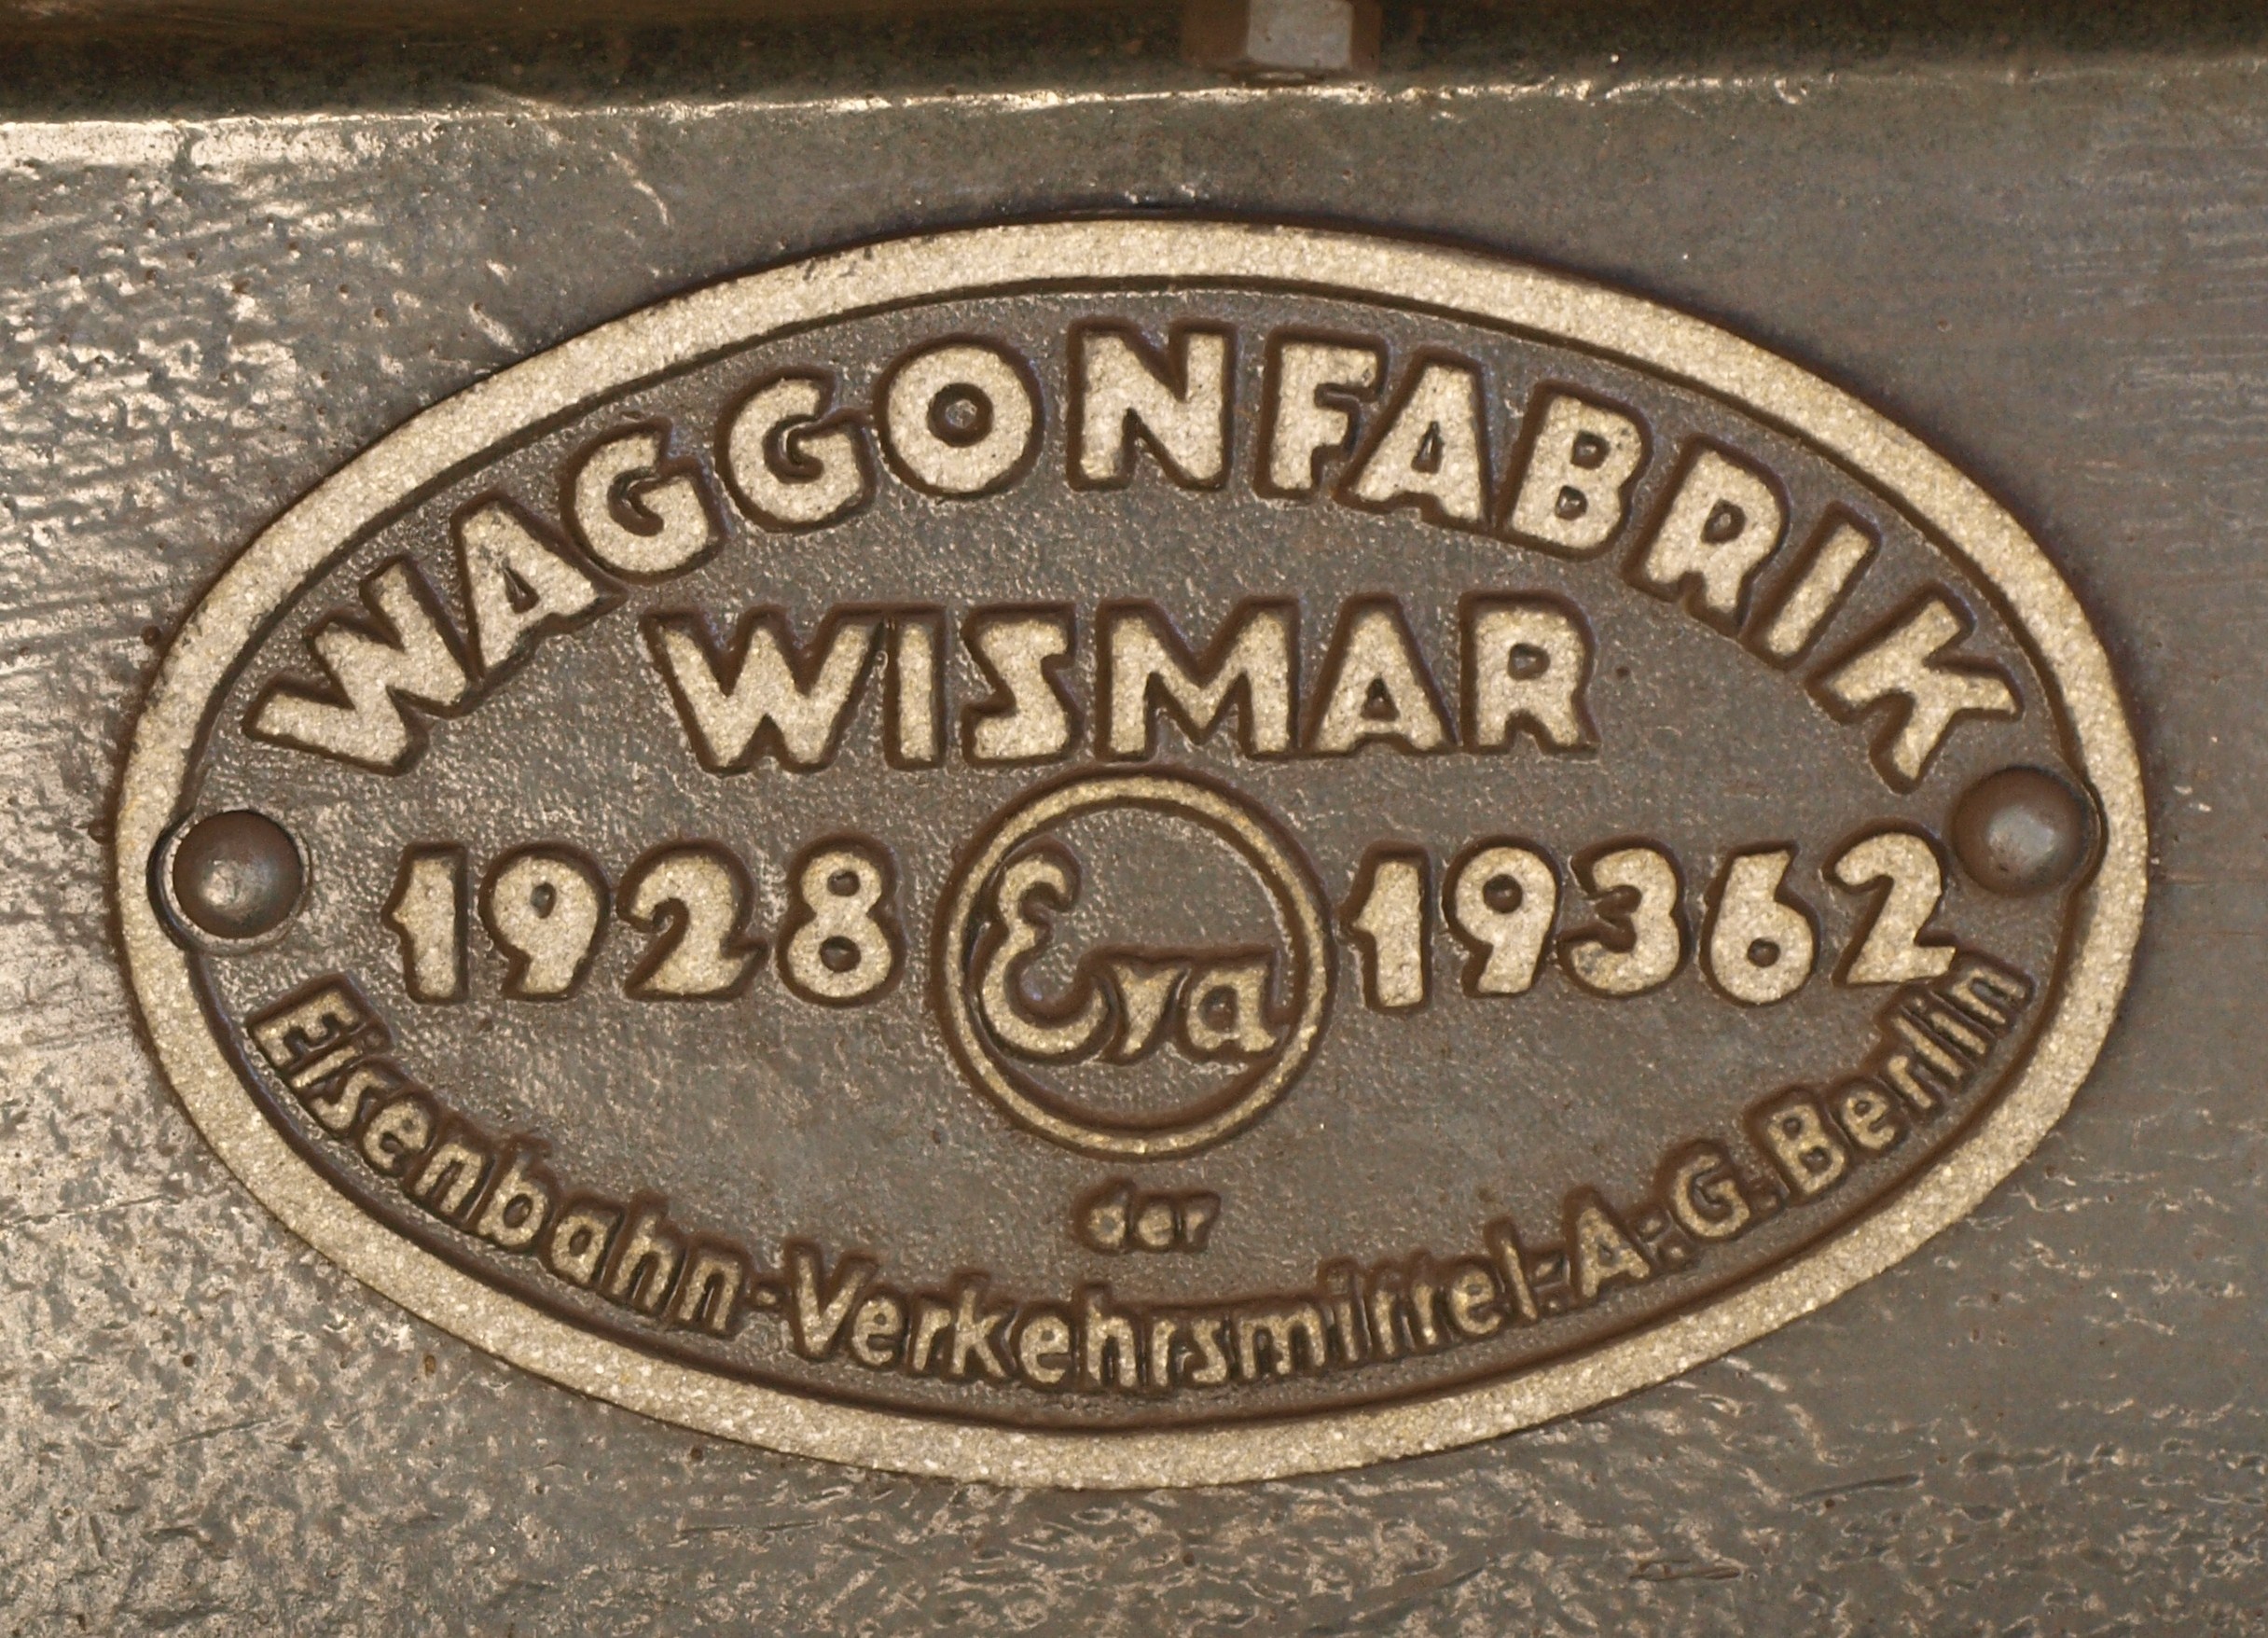 WAGGONFABRIK
WISMAR
1928 Eva 19362
der
Eisenbahn-Verkehrsmittel-A.-G. Berlin